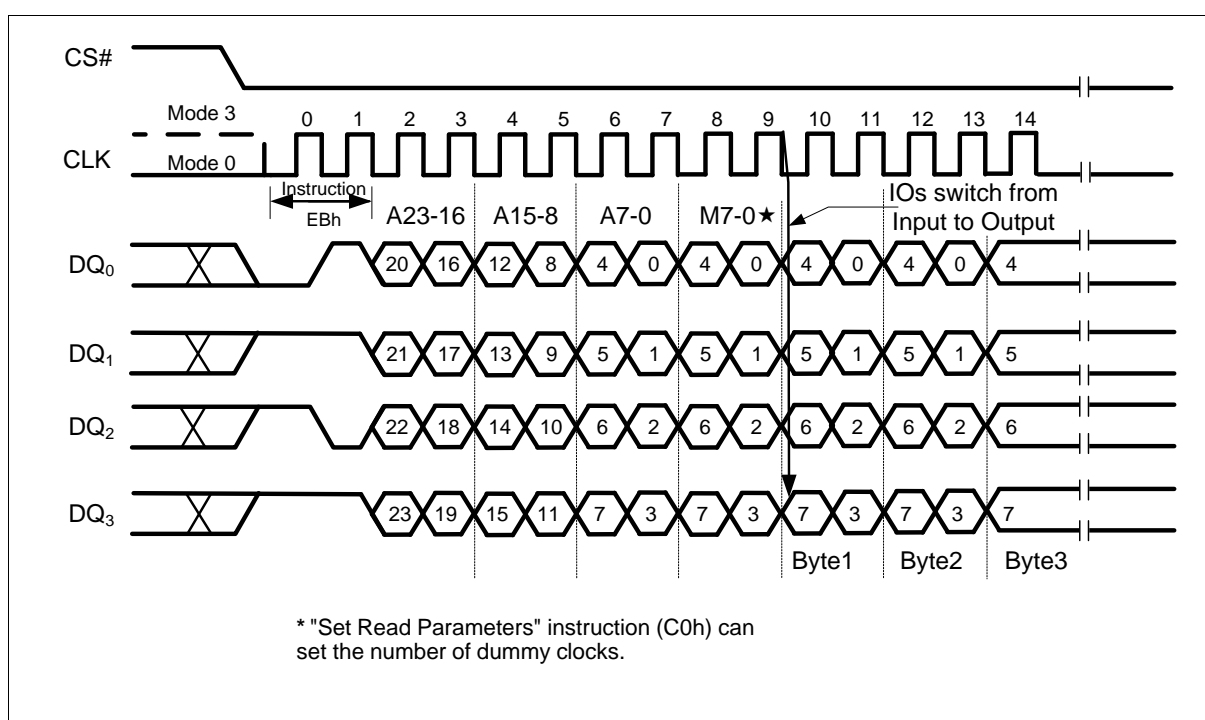 CS#
Mode 3
0 1 2 3 4 5 6 7 8 9 10 11 12 13 14
CLK
Mode 0
Instruction
EBh
A23-16 A15-8 A7-0 M7-0★
IOs switch from
Input to Output
DQ0 20 16 12 8 4 0 4 0 4 0 4 0 4
DQ1 21 17 13 9 5 1 5 1 5 1 5 1 5
DQ2 22 18 14 10 6 2 6 2 6 2 6 2 6
DQ3 23 19 15 11 7 3 7 3 7 3 7 3 7
Byte1 Byte2 Byte3
* "Set Read Parameters" instruction (C0h) can
set the number of dummy clocks.